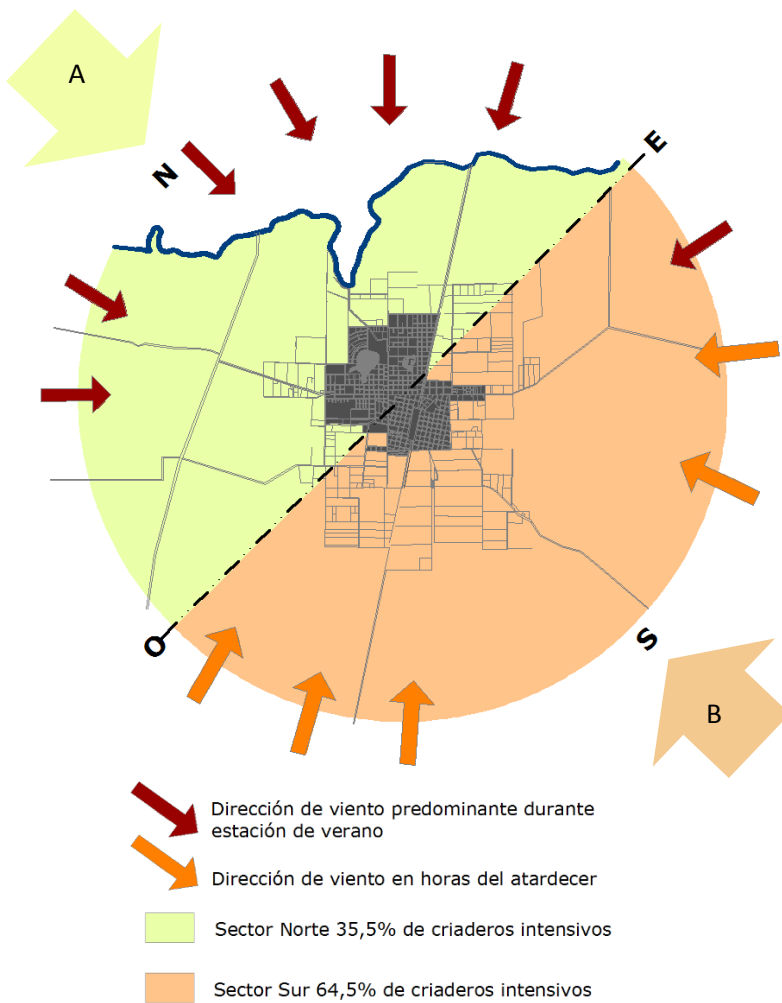 A
N
E
O
S
B
Dirección de viento predominante durante
estación de verano
Dirección de viento en horas del atardecer
Sector Norte 35,5% de criaderos intensivos
Sector Sur 64,5% de criaderos intensivos